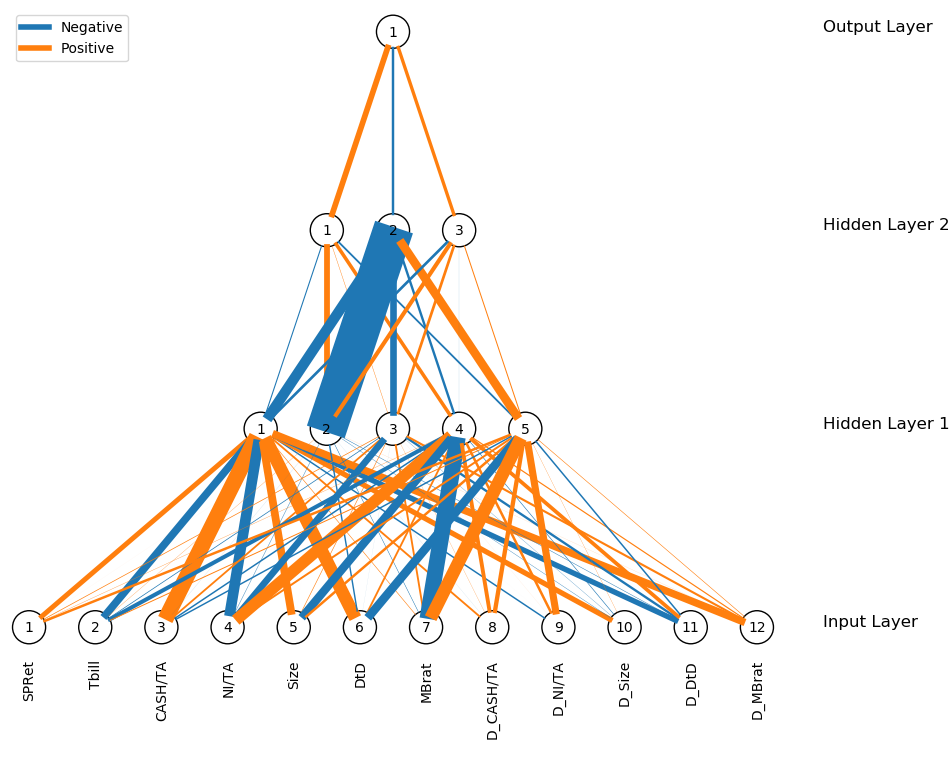 Negative
Positive
1
Output Layer
1
2
3
Hidden Layer 2
1
2
3
4
5
Hidden Layer 1
1
2
3
4
5
6
7
8
9
10
11
12
Input Layer
SPRet
Tbill
CASH/TA
NI/TA
Size
DtD
MBrat
D_CASH/TA
D_NI/TA
D_Size
D_DtD
D_MBrat